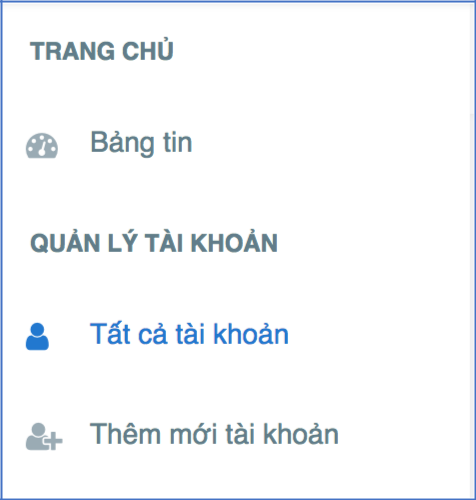 TRANG CHỦ
Bảng tin
QUẢN LÝ TÀI KHOẢN
Tất cả tài khoản
Thêm mới tài khoản